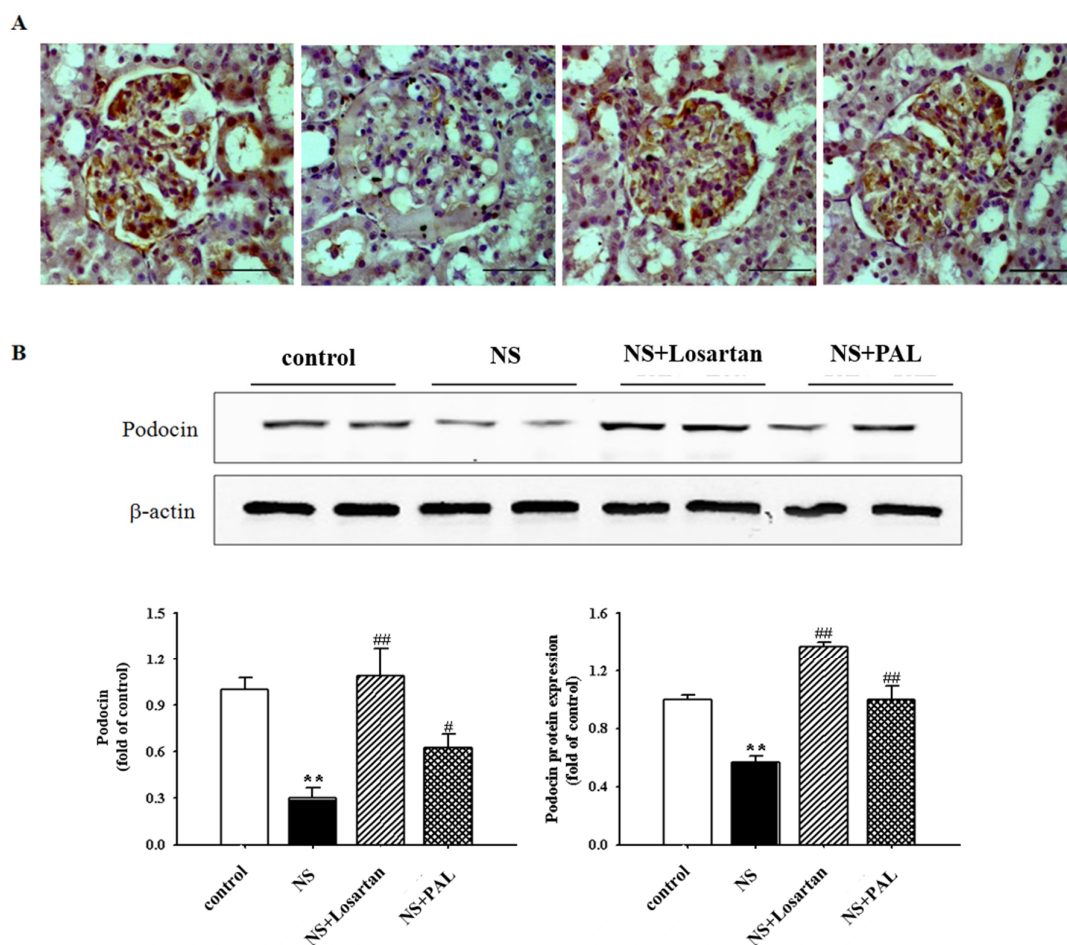 A
B
control NS NS+Losartan NS+PAL
Podocin
β-actin
Podocin
(fold of control)
1.5
1.2
0.9
0.6
0.3
0.0
**
##
#
control NS NS+Losartan NS+PAL
Podocin protein expression
(fold of control)
1.6
1.2
0.8
0.4
0.0
**
##
##
control NS NS+Losartan NS+PAL